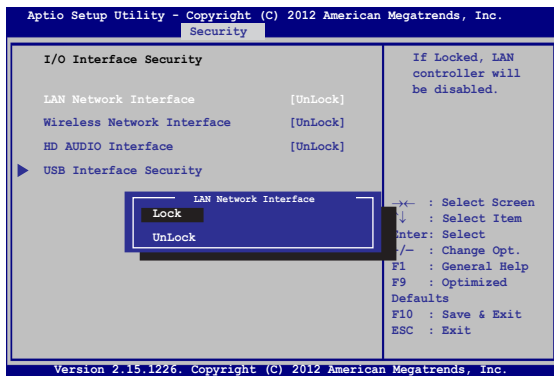 Aptio Setup Utility - Copyright (C) 2012 American Megatrends, Inc.
Security
I/O Interface Security
LAN Network Interface [UnLock]
Wireless Network Interface [UnLock]
HD AUDIO Interface [UnLock]
USB Interface Security
LAN Network Interface
Lock
UnLock
If Locked, LAN
controller will
be disabled.
→← : Select Screen
↓ : Select Item
Enter: Select
/— : Change Opt.
F1 : General Help
F9 : Optimized
Defaults
F10 : Save & Exit
ESC : Exit
Version 2.15.1226. Copyright (C) 2012 American Megatrends, Inc.